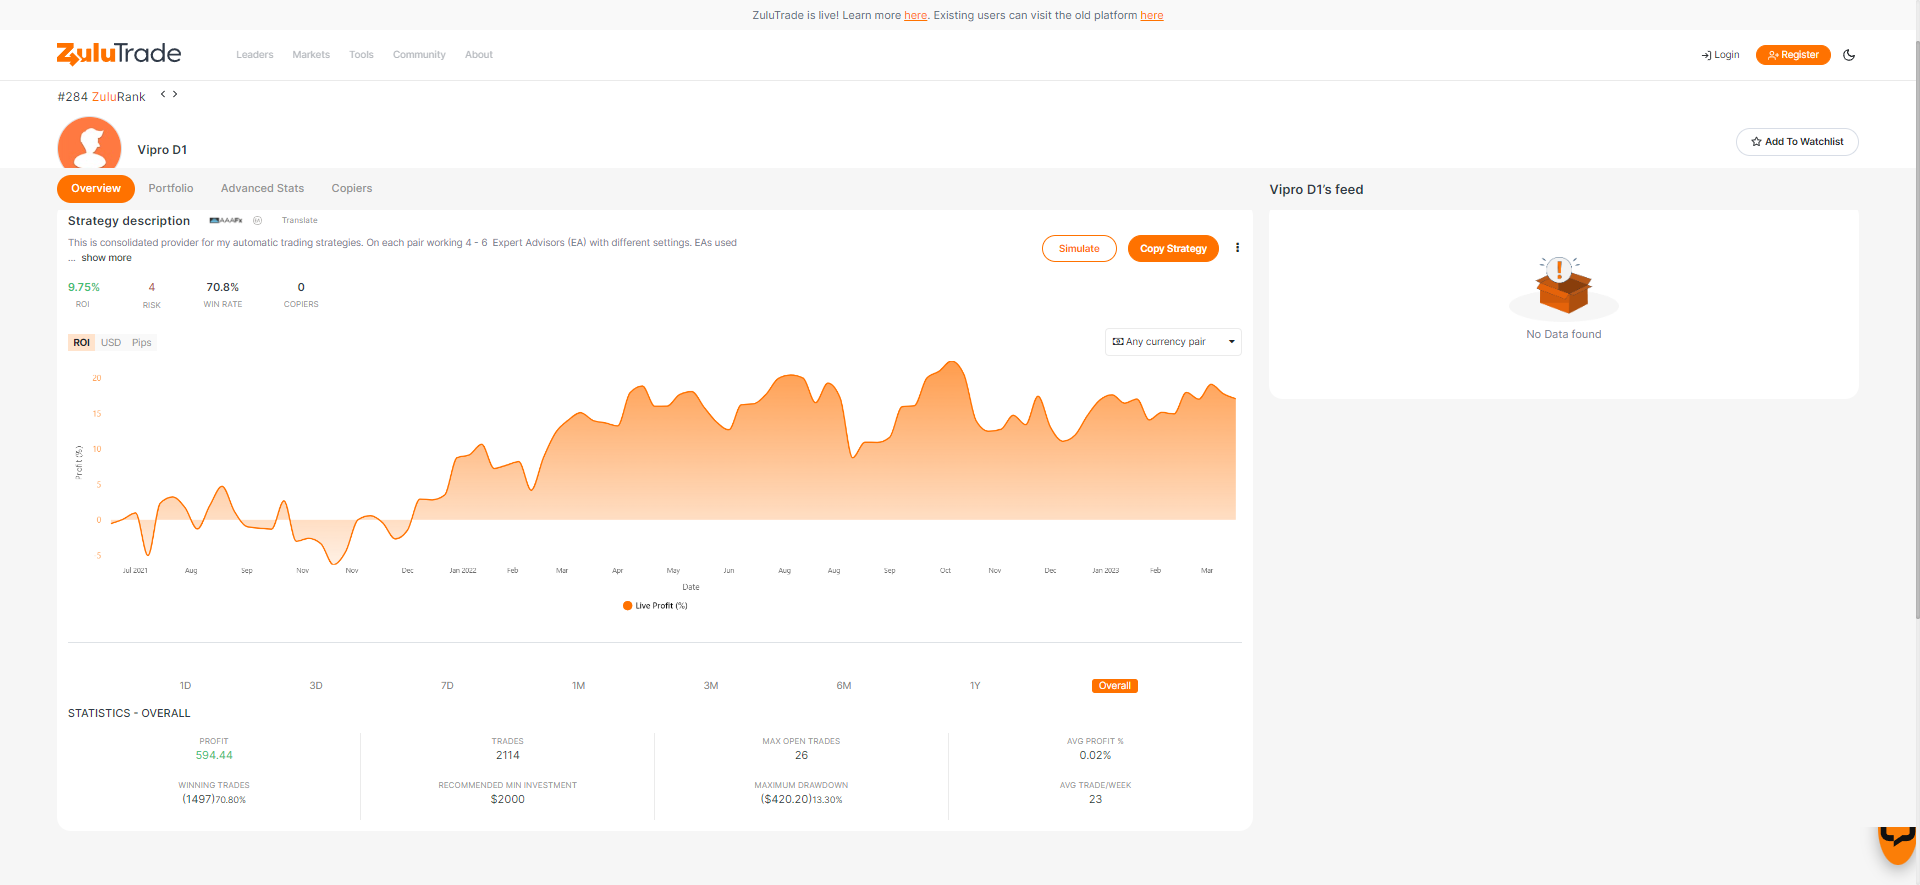 ZuluTrade is live! Learn more here. Existing users can visit the old platform here
ZuluTrade
Leaders Markets Tools Community About
Login
Register
#284 ZuluRank
Vipro D1
Add To Watchlist
Overview Portfolio Advanced Stats Copiers
Vipro D1's feed
Strategy description
AAAFx
EA
Translate
This is consolidated provider for my automatic trading strategies. On each pair working 4 - 6 Expert Advisors (EA) with different settings. EAs used
... show more
Simulate
Copy Strategy
9.75% 4 70.8% 0
ROI RISK WIN RATE COPIERS
No Data found
ROI USD Pips
Any currency pair
20
15
10
5
0
5
Profit (%)
Jul 2021 Aug Sep Nov Nov Dec Jan 2022 Feb Mar Apr May Jun Aug Aug Sep Oct Nov Dec Jan 2023 Feb Mar
Date
Live Profit (%)
1D 3D 7D 1M 3M 6M 1Y Overall
STATISTICS - OVERALL
PROFIT TRADES MAX OPEN TRADES AVG PROFIT %
594.44 2114 26 0.02%
WINNING TRADES RECOMMENDED MIN INVESTMENT MAXIMUM DRAWDOWN AVG TRADE/WEEK
(1497)70.80% $2000 ($420.20)13.30% 23